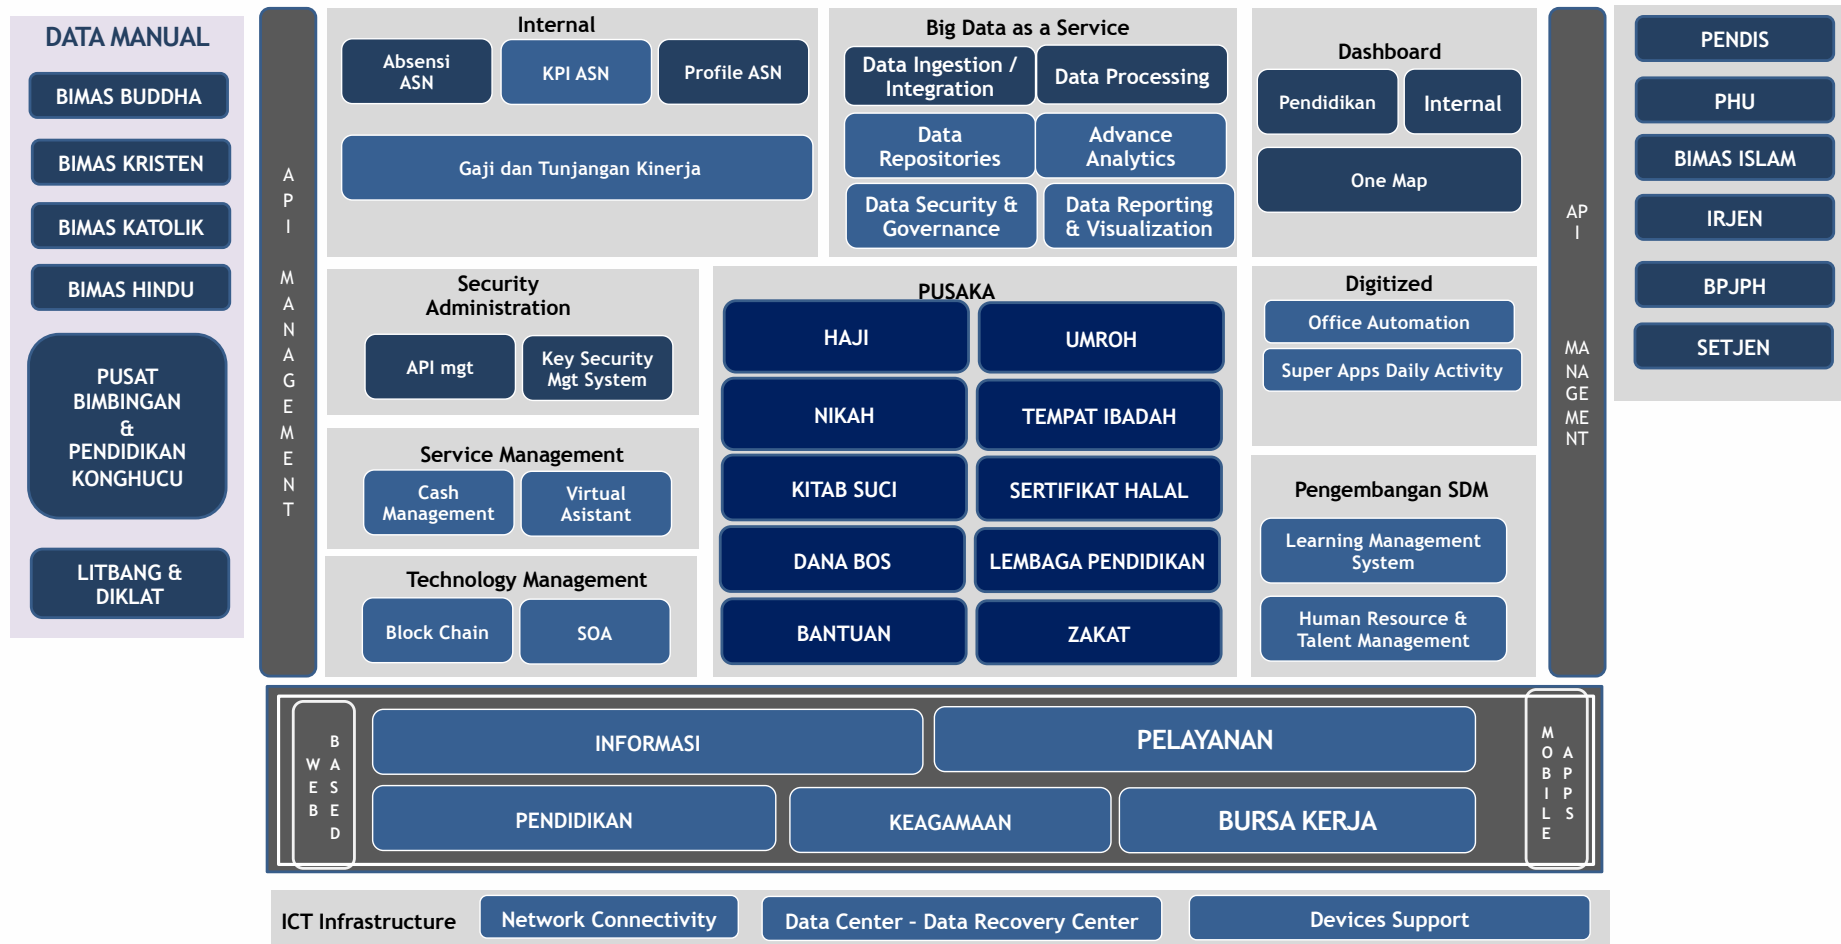 DATA MANUAL
BIMAS BUDDHA
BIMAS KRISTEN
BIMAS KATOLIK
BIMAS HINDU
PUSAT
BIMBINGAN
&
PENDIDIKAN
KONGHUCU
LITBANG &
DIKLAT
API MANAGEMENT
Internal
Absensi
ASN
KPI ASN
Profile ASN
Gaji dan Tunjangan Kinerja
Big Data as a Service
Data Ingestion /
Integration
Data Processing
Data
Repositories
Advance
Analytics
Data Security &
Governance
Data Reporting
& Visualization
Dashboard
Pendidikan
Internal
One Map
Security
Administration
API mgt
Key Security
Mgt System
Service Management
Cash
Management
Virtual
Asistant
Technology Management
Block Chain
SOA
PUSAKA
HAJI
UMROH
NIKAH
TEMPAT IBADAH
KITAB SUCI
SERTIFIKAT HALAL
DANA BOS
LEMBAGA PENDIDIKAN
BANTUAN
ZAKAT
Digitized
Office Automation
Super Apps Daily Activity
Pengembangan SDM
Learning Management
System
Human Resource &
Talent Management
AP
I
MA
NA
GE
ME
NT
PENDIS
PHU
BIMAS ISLAM
IRJEN
BPJPH
SETJEN
WEB
BASED
INFORMASI
PELAYANAN
PENDIDIKAN
KEAGAMAAN
BURSA KERJA
MOBILE
APPS
ICT Infrastructure
Network Connectivity
Data Center - Data Recovery Center
Devices Support